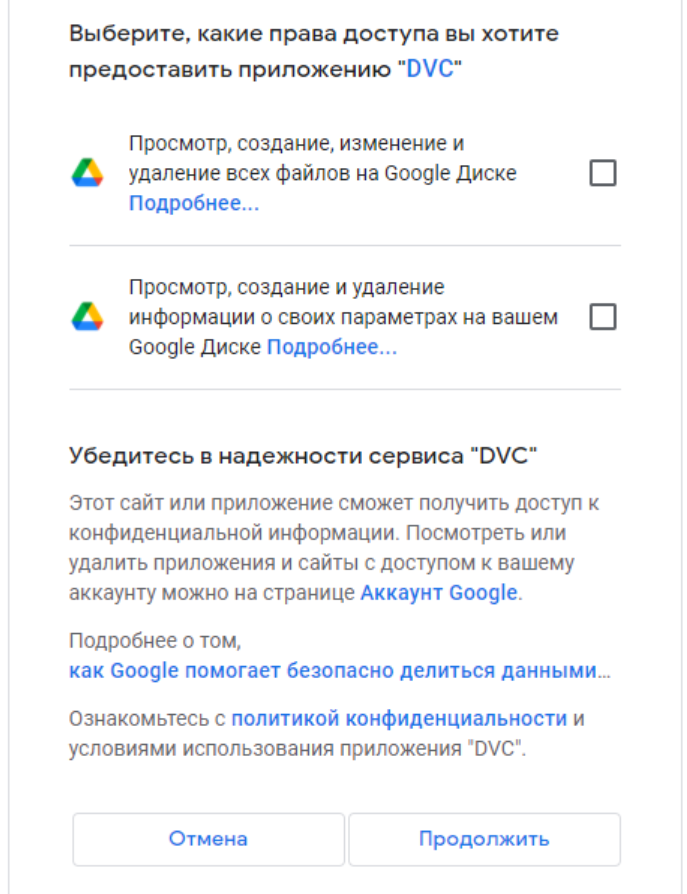 Выберите, какие права доступа вы хотите
предоставить приложению "DVC"
Просмотр, создание, изменение и
удаление всех файлов на Google Диске
Подробнее...
Просмотр, создание и удаление
информации о своих параметрах на вашем
Google Диске Подробнее...
Убедитесь в надежности сервиса "DVC"
Этот сайт или приложение сможет получить доступ к
конфиденциальной информации. Посмотреть или
удалить приложения и сайты с доступом к вашему
аккаунту можно на странице Аккаунт Google.
Подробнее о том,
как Google помогает безопасно делиться данными...
Ознакомьтесь с политикой конфиденциальности и
условиями использования приложения "DVC".
Отмена
Продолжить